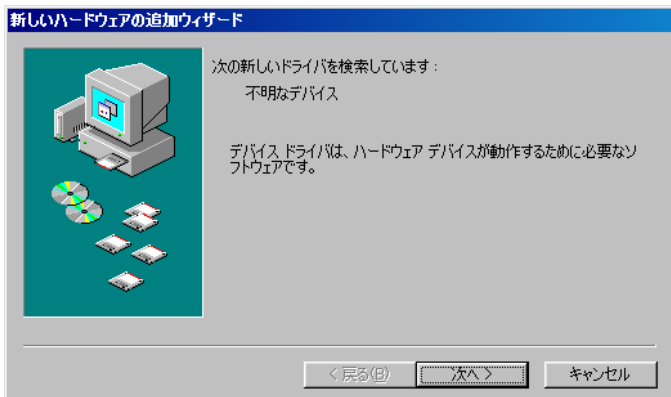 新しいハードウェアの追加ウィザード
次の新しいドライバを検索しています：
不明なデバイス
デバイス ドライバは、ハードウェア デバイスが動作するために必要なソ
フトウェアです。
< 戻る(B)
次へ >
キャンセル